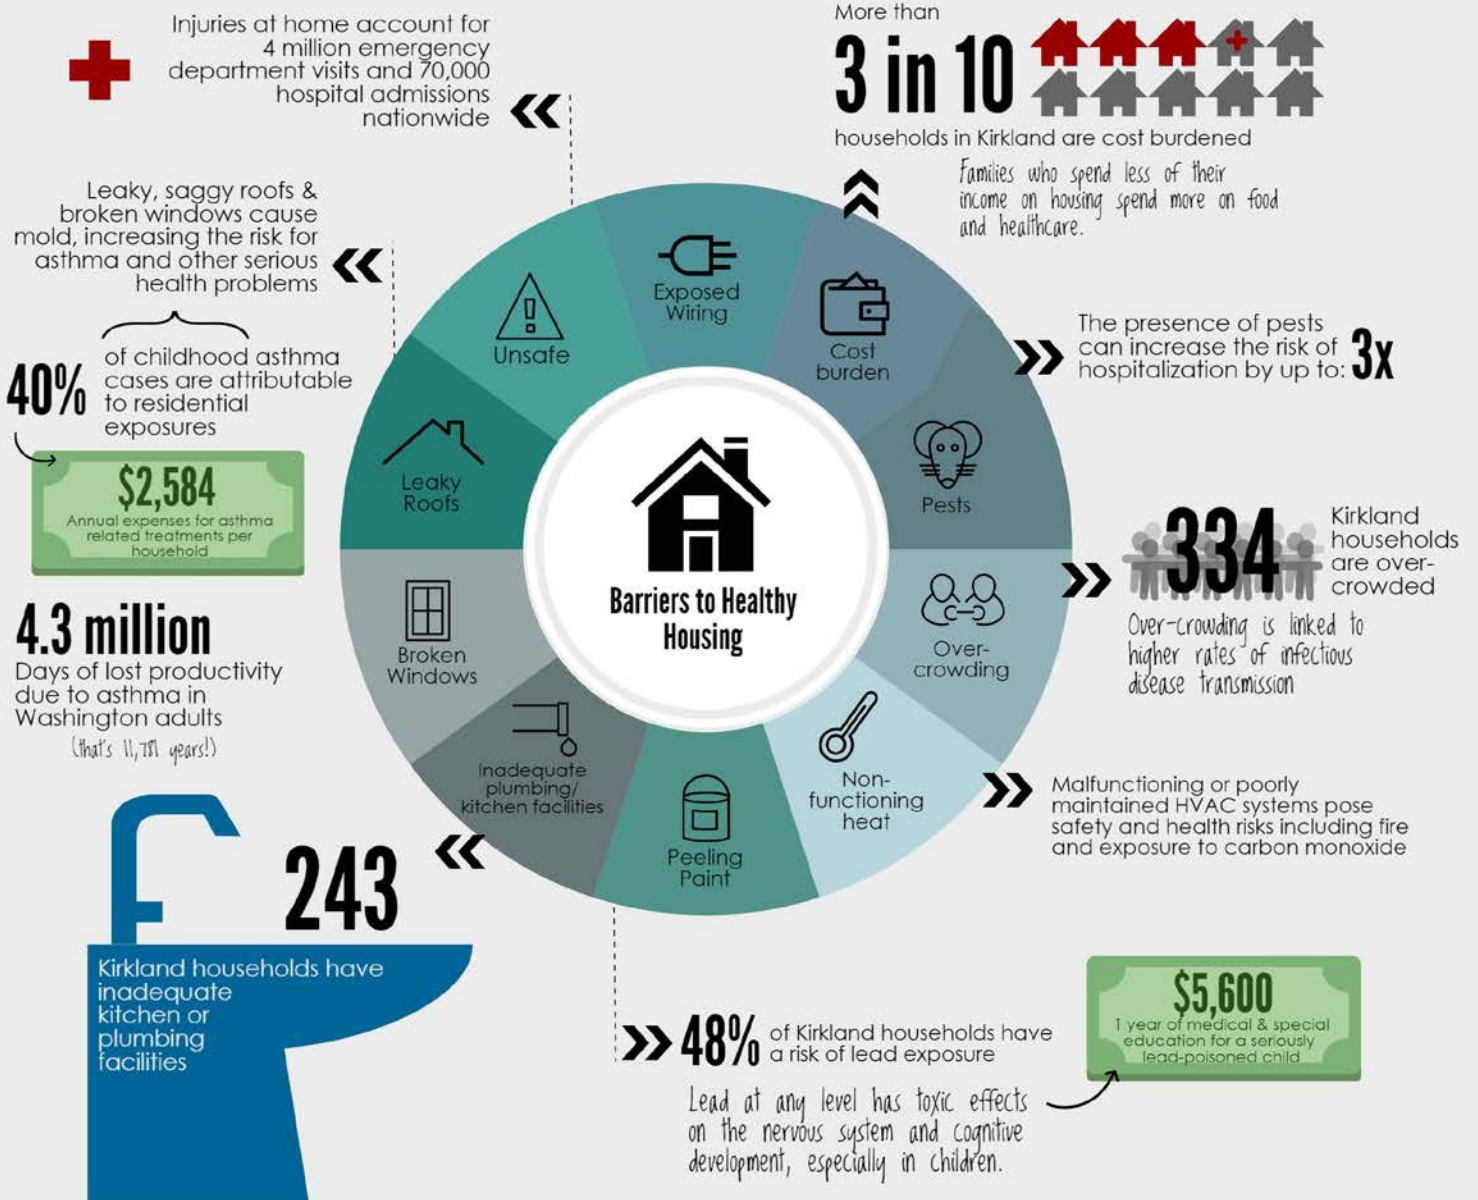 Injuries at home account for
4 million emergency
department visits and 70,000
hospital admissions
nationwide
More than
3 in 10
households in Kirkland are cost burdened
Families who spend less of their
income on housing spend more on food
and healthcare.
Leaky, saggy roofs &
broken windows cause
mold, increasing the risk for
asthma and other serious
health problems
40%
of childhood asthma
cases are attributable
to residential
exposures
$2,584
Annual expenses for asthma
related treatments per
household
4.3 million
Days of lost productivity
due to asthma in
Washington adults
(that's 11,781 years!)
Exposed
Wiring
Cost
burden
Pests
Over-
crowding
Non-
functioning
heat
Peeling
Paint
Inadequate
plumbing/
kitchen facilities
Broken
Windows
Leaky
Roofs
Unsafe
Barriers to Healthy
Housing
The presence of pests
can increase the risk of
hospitalization by up to:
3x
334
Kirkland
households
are over-
crowded
Over-crowding is linked to
higher rates of infectious
disease transmission
Malfunctioning or poorly
maintained HVAC systems pose
safety and health risks including fire
and exposure to carbon monoxide
243
Kirkland households have
inadequate
kitchen or
plumbing
facilities
48%
of Kirkland households have
a risk of lead exposure
Lead at any level has toxic effects
on the nervous system and cognitive
development, especially in children.
$5,600
1 year of medical & special
education for a seriously
lead-poisoned child